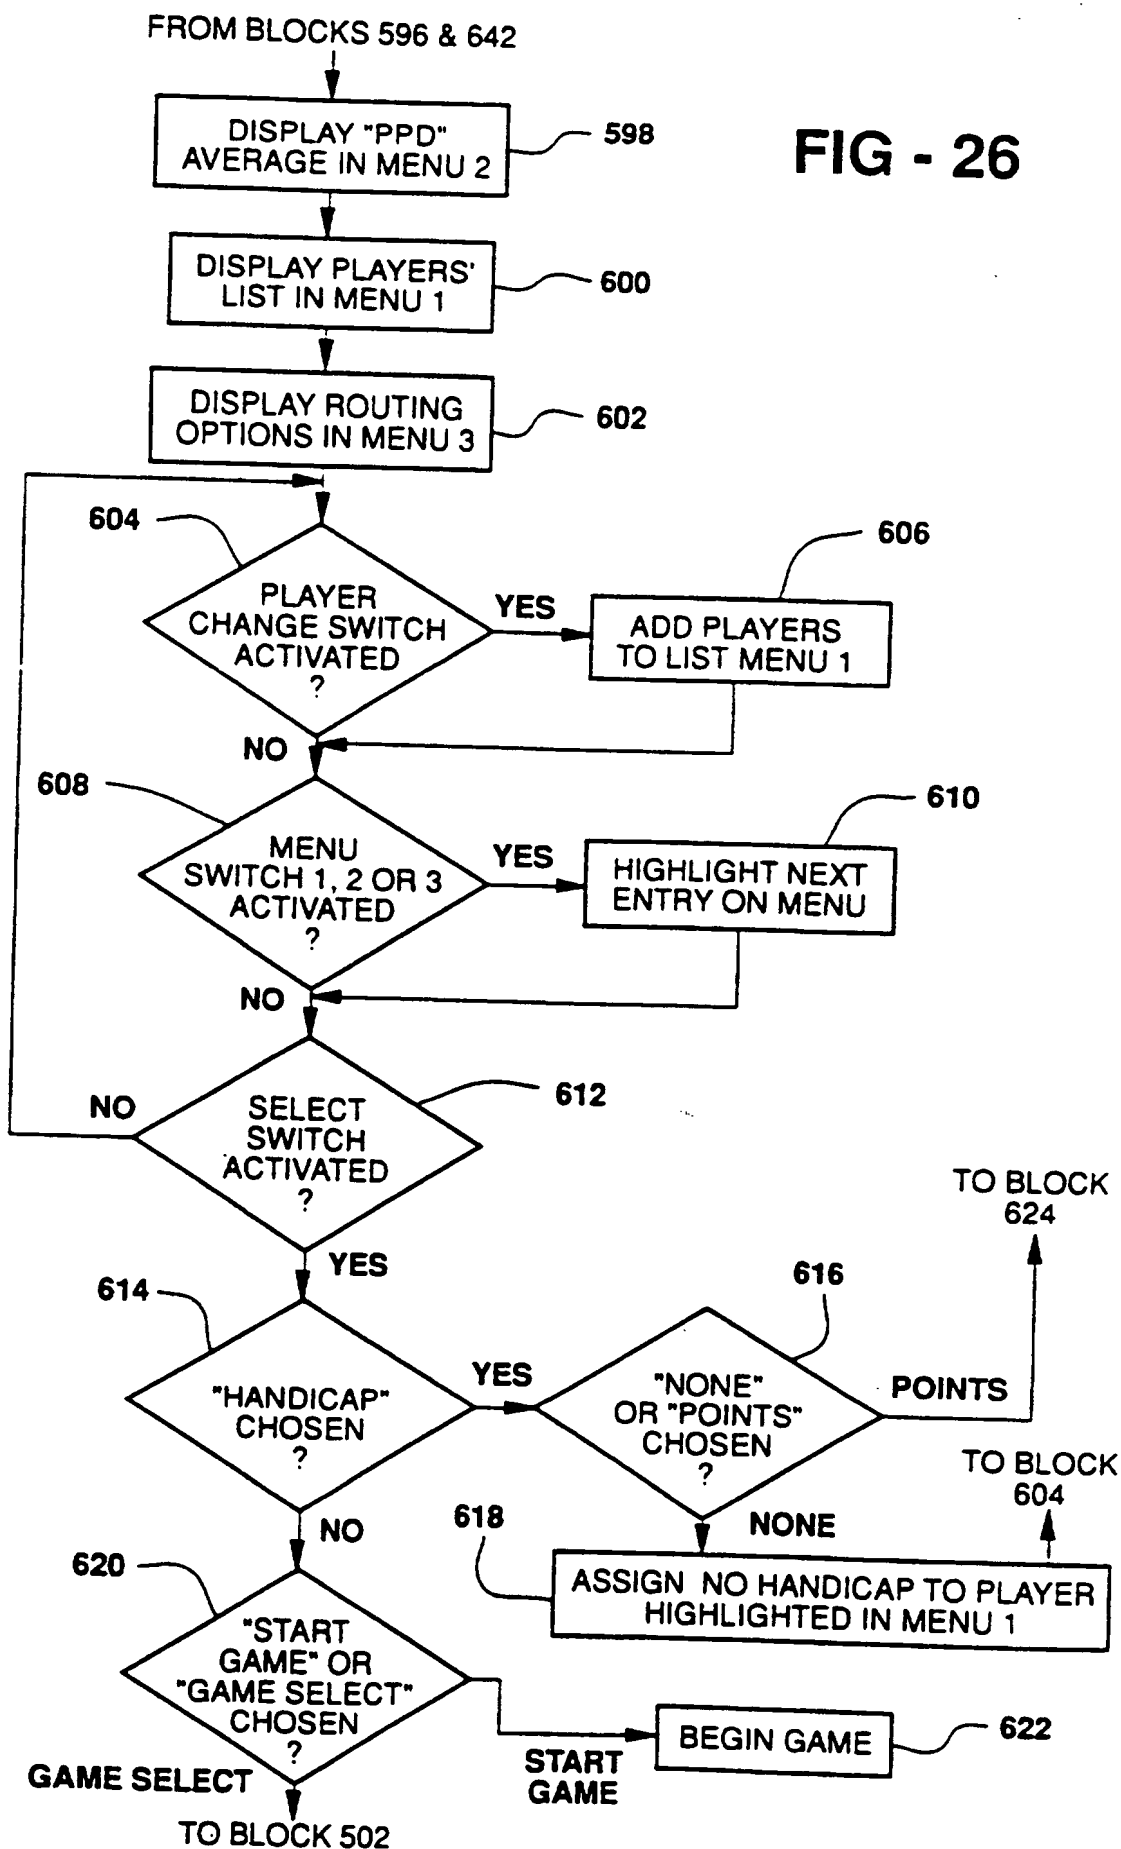 FROM BLOCKS 596 & 642
DISPLAY "PPD"
AVERAGE IN MENU 2
598
FIG - 26
DISPLAY PLAYERS'
LIST IN MENU 1
600
DISPLAY ROUTING
OPTIONS IN MENU 3
602
604
PLAYER
CHANGE SWITCH
ACTIVATED
?
YES
606
ADD PLAYERS
TO LIST MENU 1
NO
608
MENU
SWITCH 1, 2 OR 3
ACTIVATED
?
YES
610
HIGHLIGHT NEXT
ENTRY ON MENU
NO
612
NO
SELECT
SWITCH
ACTIVATED
?
YES
TO BLOCK
624
614
"HANDICAP"
CHOSEN
?
YES
616
"NONE"
OR "POINTS"
CHOSEN
?
POINTS
TO BLOCK
604
NO
NONE
618
ASSIGN NO HANDICAP TO PLAYER
HIGHLIGHTED IN MENU 1
620
"START
GAME" OR
"GAME SELECT"
CHOSEN
?
START
GAME
BEGIN GAME
622
GAME SELECT
TO BLOCK 502